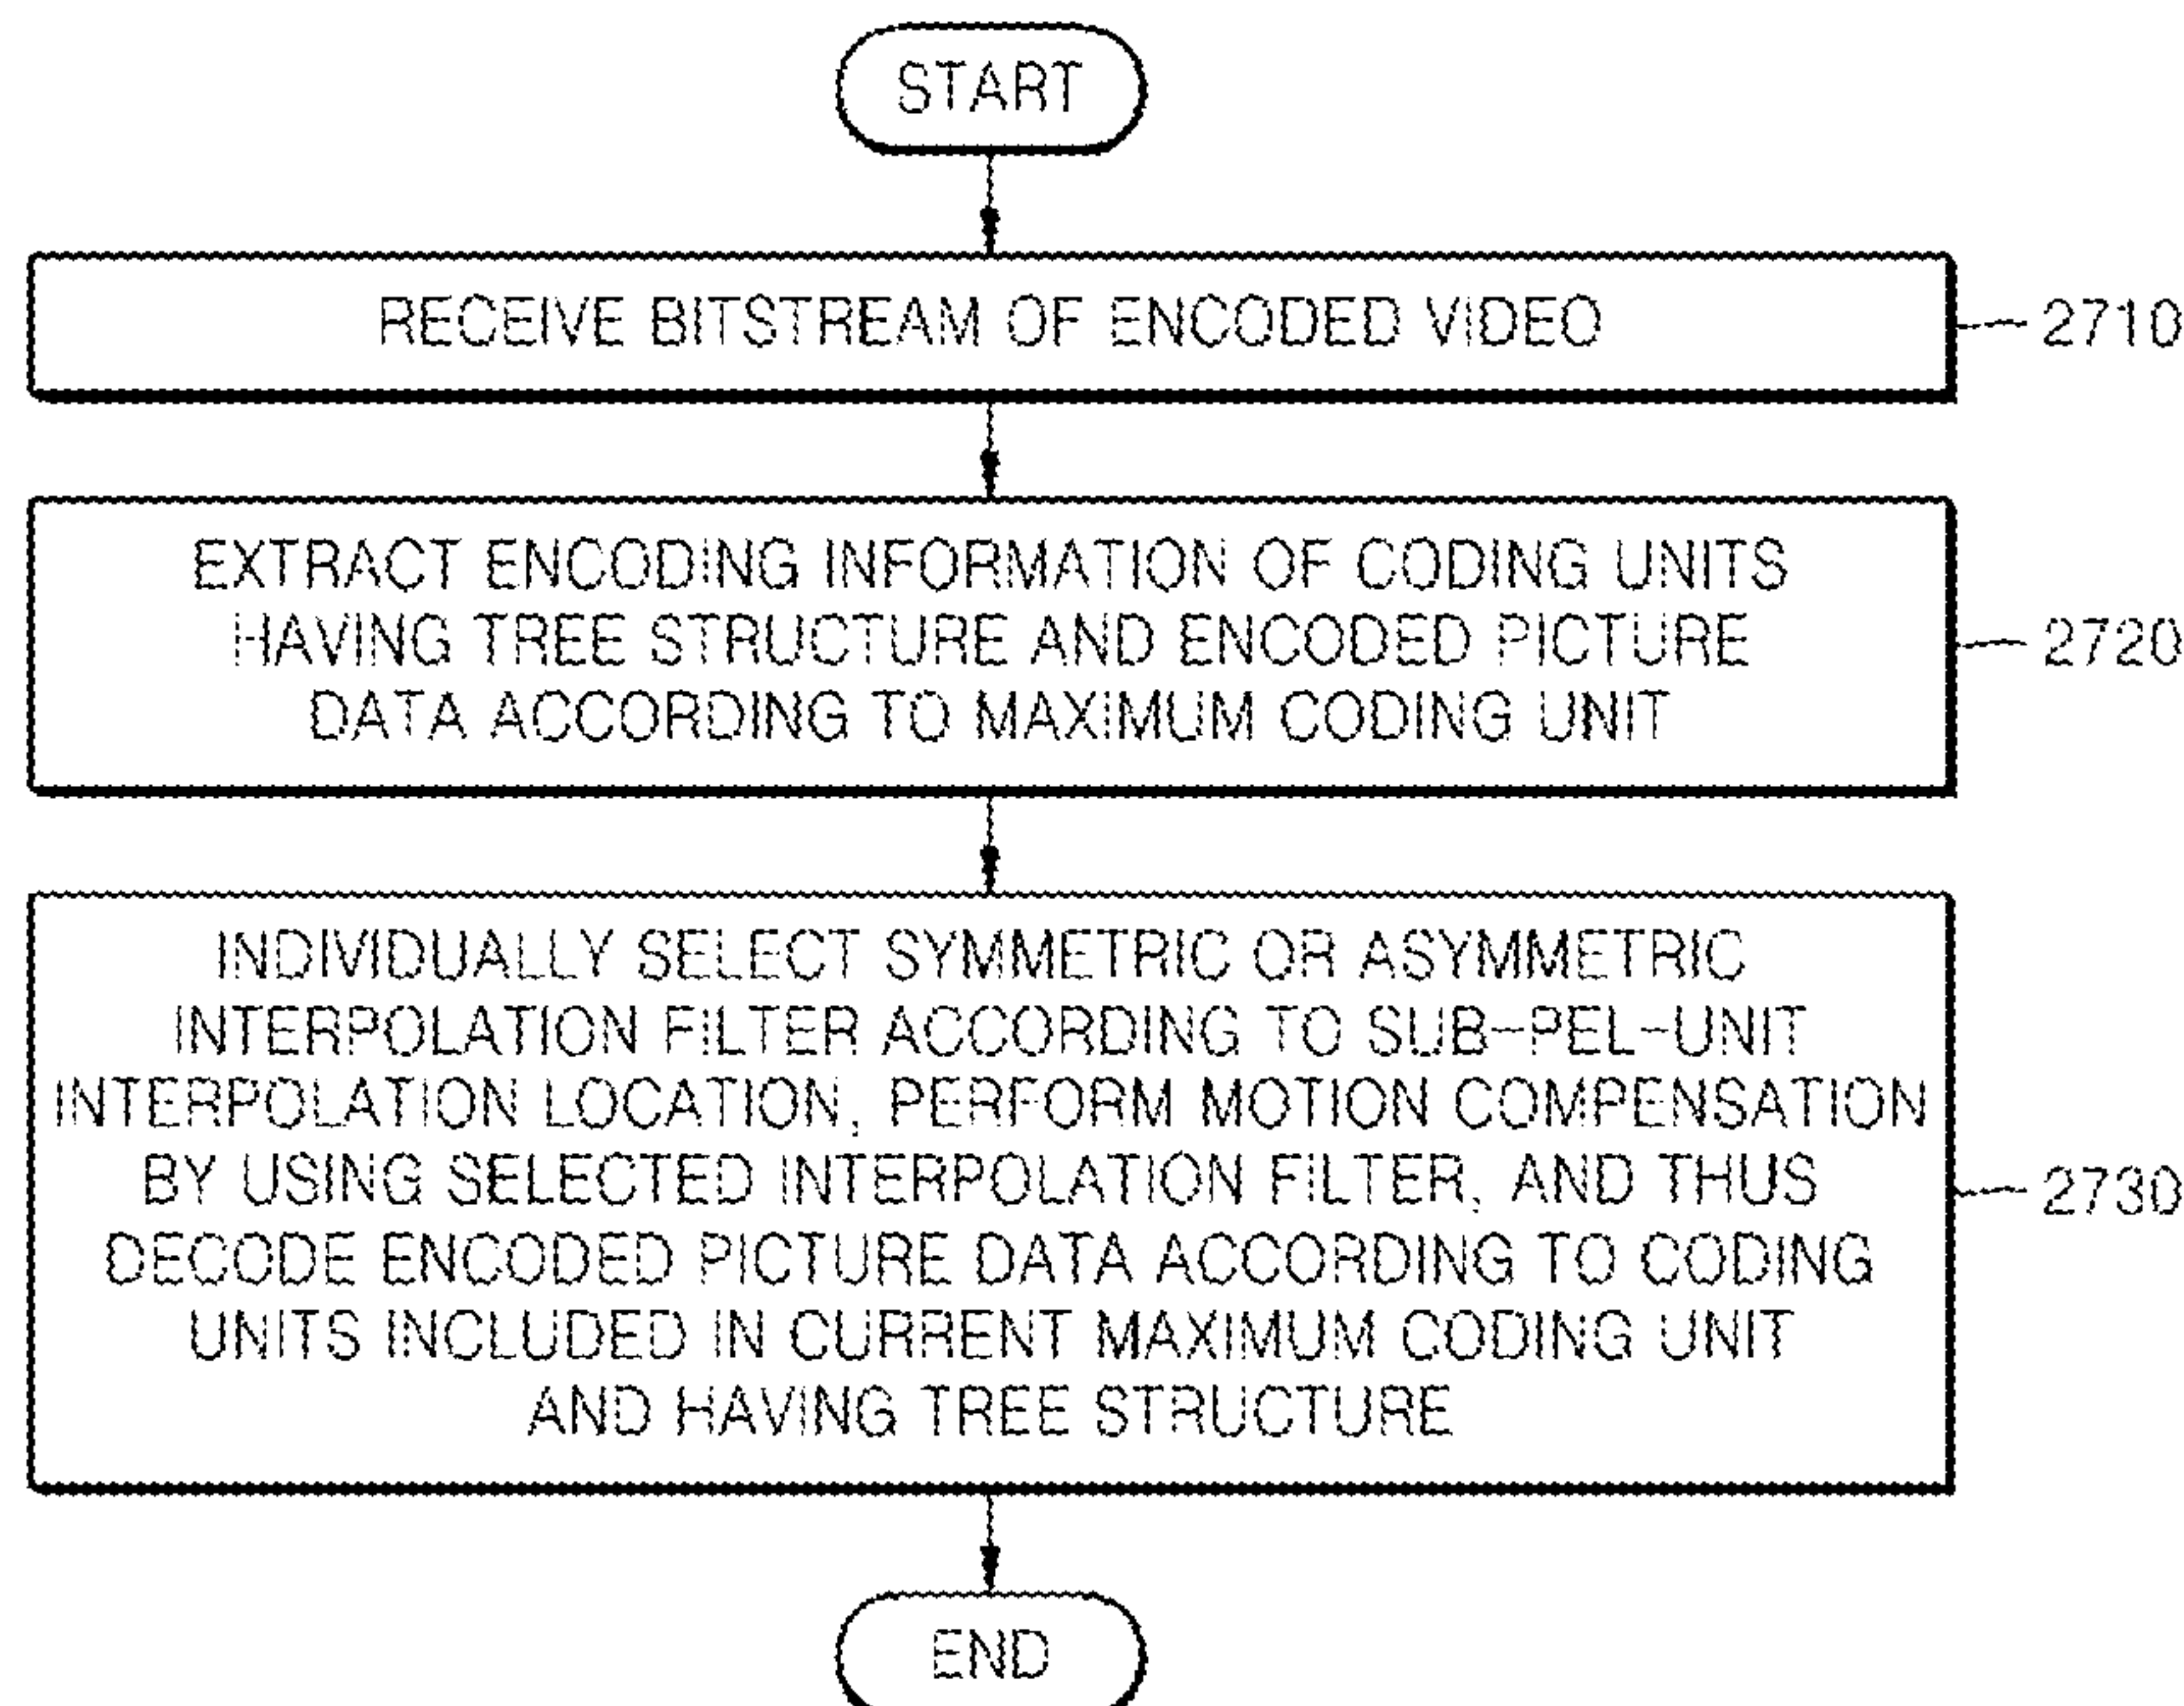 START
RECEIVE BITSTREAM OF ENCODED VIDEO
2710
EXTRACT ENCODING INFORMATION OF CODING UNITS
HAVING TREE STRUCTURE AND ENCODED PICTURE
DATA ACCORDING TO MAXIMUM CODING UNIT
2720
INDIVIDUALLY SELECT SYMMETRIC OR ASYMMETRIC
INTERPOLATION FILTER ACCORDING TO SUB-PEL-UNIT
INTERPOLATION LOCATION, PERFORM MOTION COMPENSATION
BY USING SELECTED INTERPOLATION FILTER, AND THUS
DECODE ENCODED PICTURE DATA ACCORDING TO CODING
UNITS INCLUDED IN CURRENT MAXIMUM CODING UNIT
AND HAVING TREE STRUCTURE
2730
END